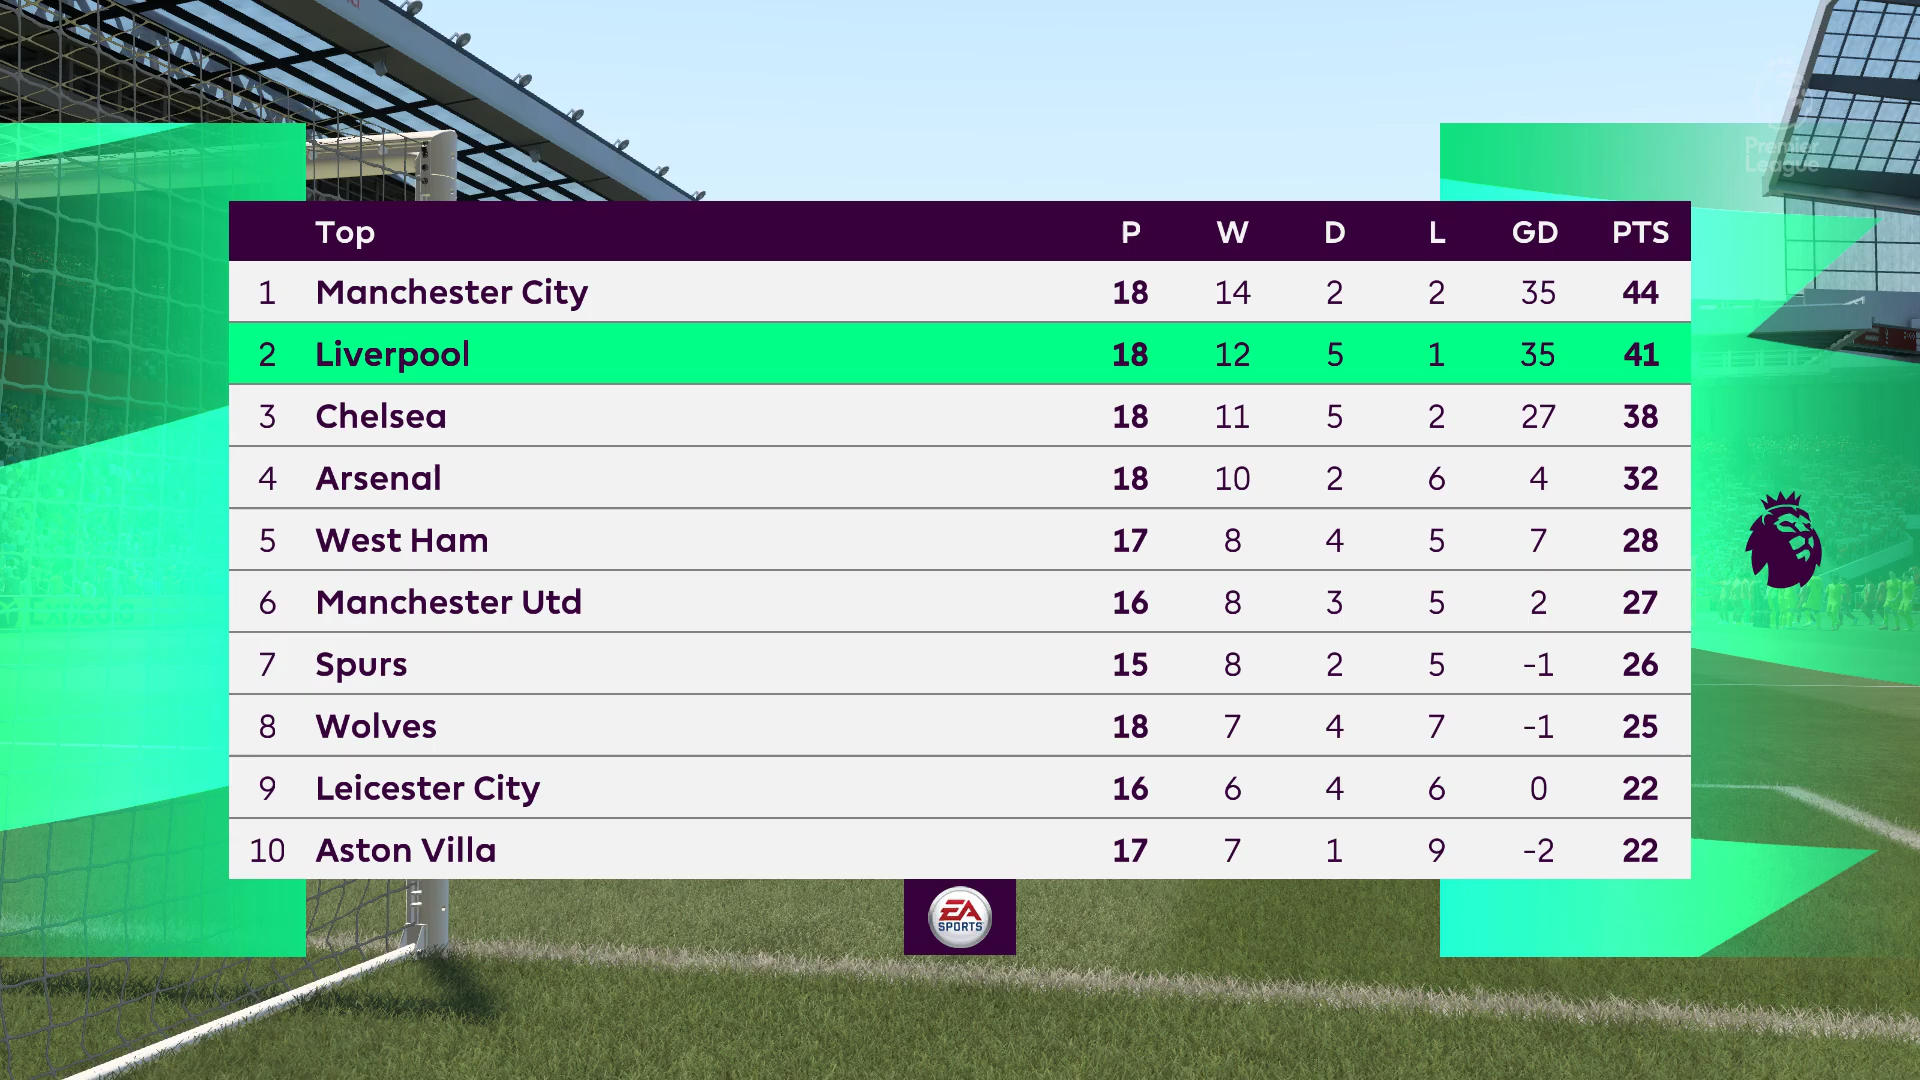 Premier
League
Top P W D L GD PTS
1 Manchester City 18 14 2 2 35 44
2 Liverpool 18 12 5 1 35 41
3 Chelsea 18 11 5 2 27 38
4 Arsenal 18 10 2 6 4 32
5 West Ham 17 8 4 5 7 28
6 Manchester Utd 16 8 3 5 2 27
7 Spurs 15 8 2 5 -1 26
8 Wolves 18 7 4 7 -1 25
9 Leicester City 16 6 4 6 0 22
10 Aston Villa 17 7 1 9 -2 22
Expedia
EA
SPORTS